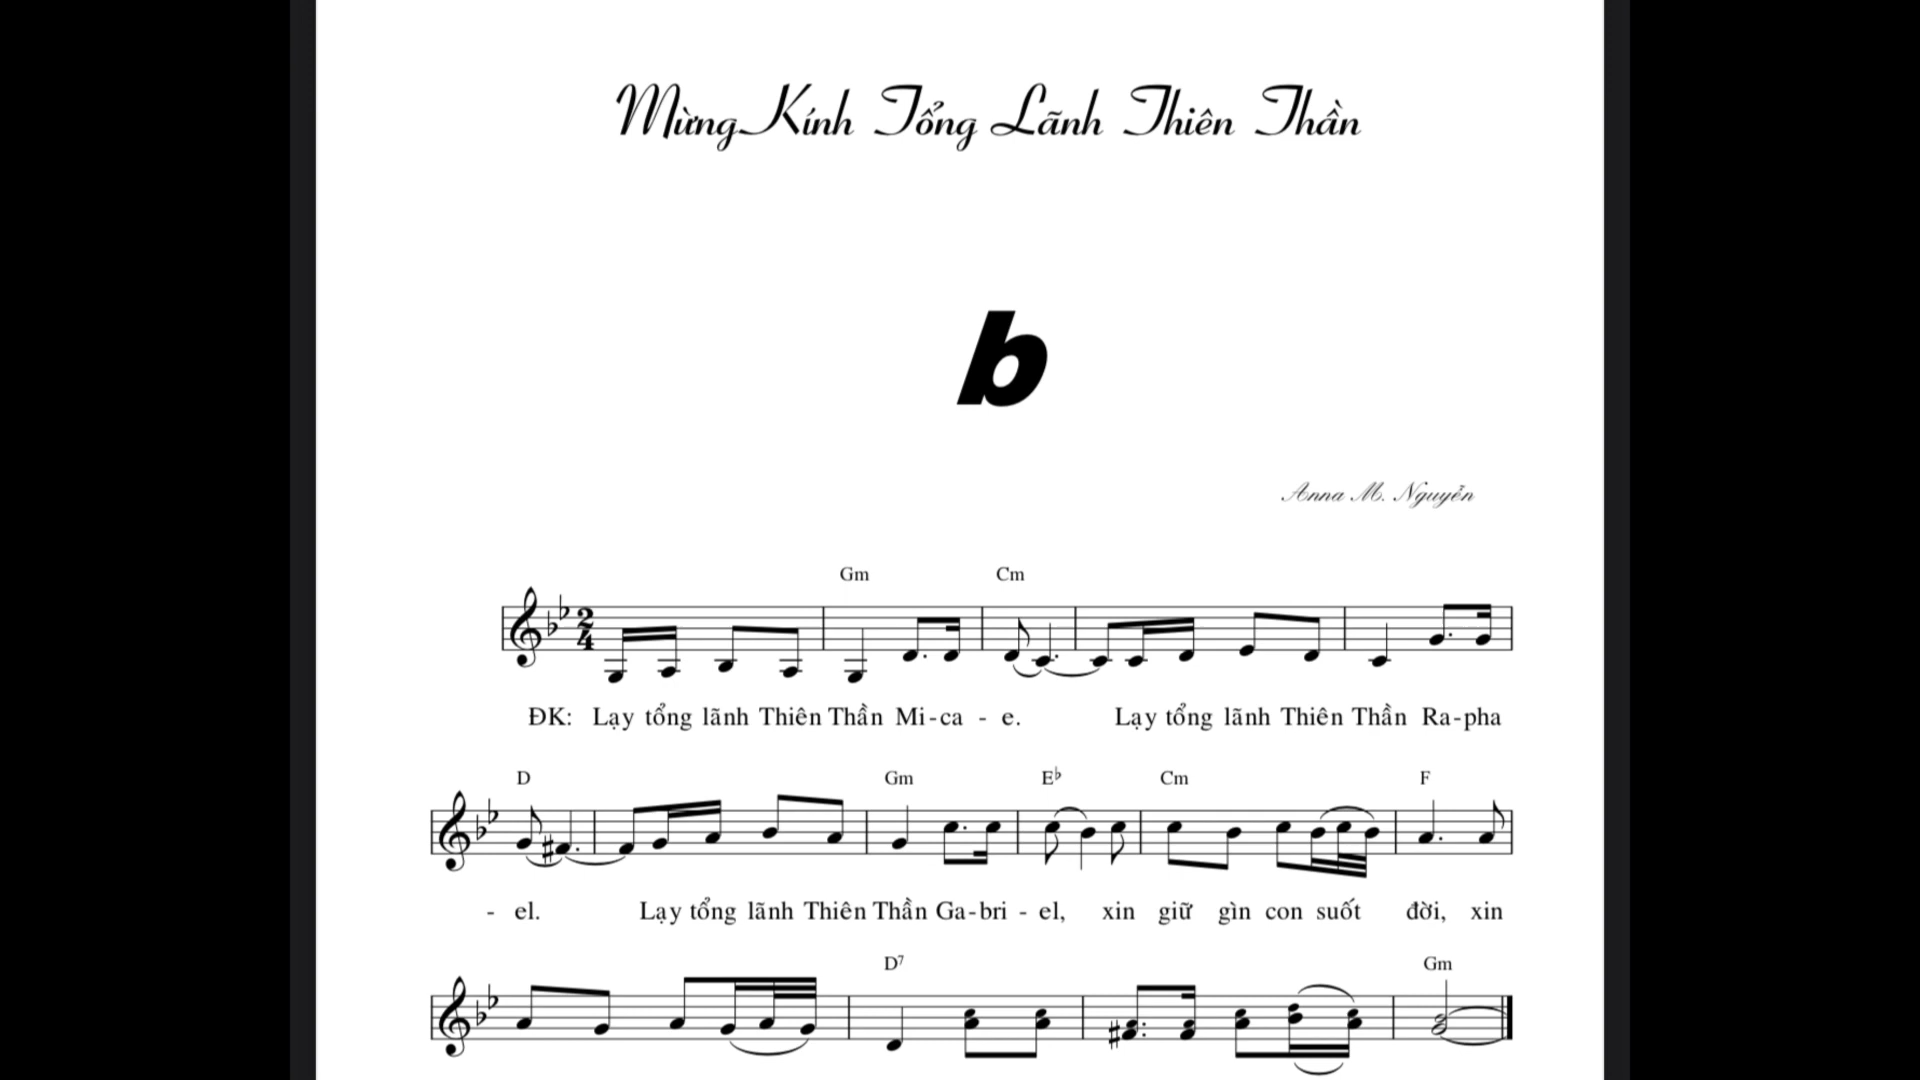 Mừng Kính Tổng Lãnh Thiên Thần
b
Anna M. Nguyễn
Gm Cm
2
4
ĐK: Lạy tổng lãnh Thiên Thần Mi-ca - e. Lạy tổng lãnh Thiên Thần Ra-pha
D Gm E♭ Cm F
- el. Lạy tổng lãnh Thiên Thần Ga-bri - el, xin giữ gìn con suốt đời, xin
D7 Gm